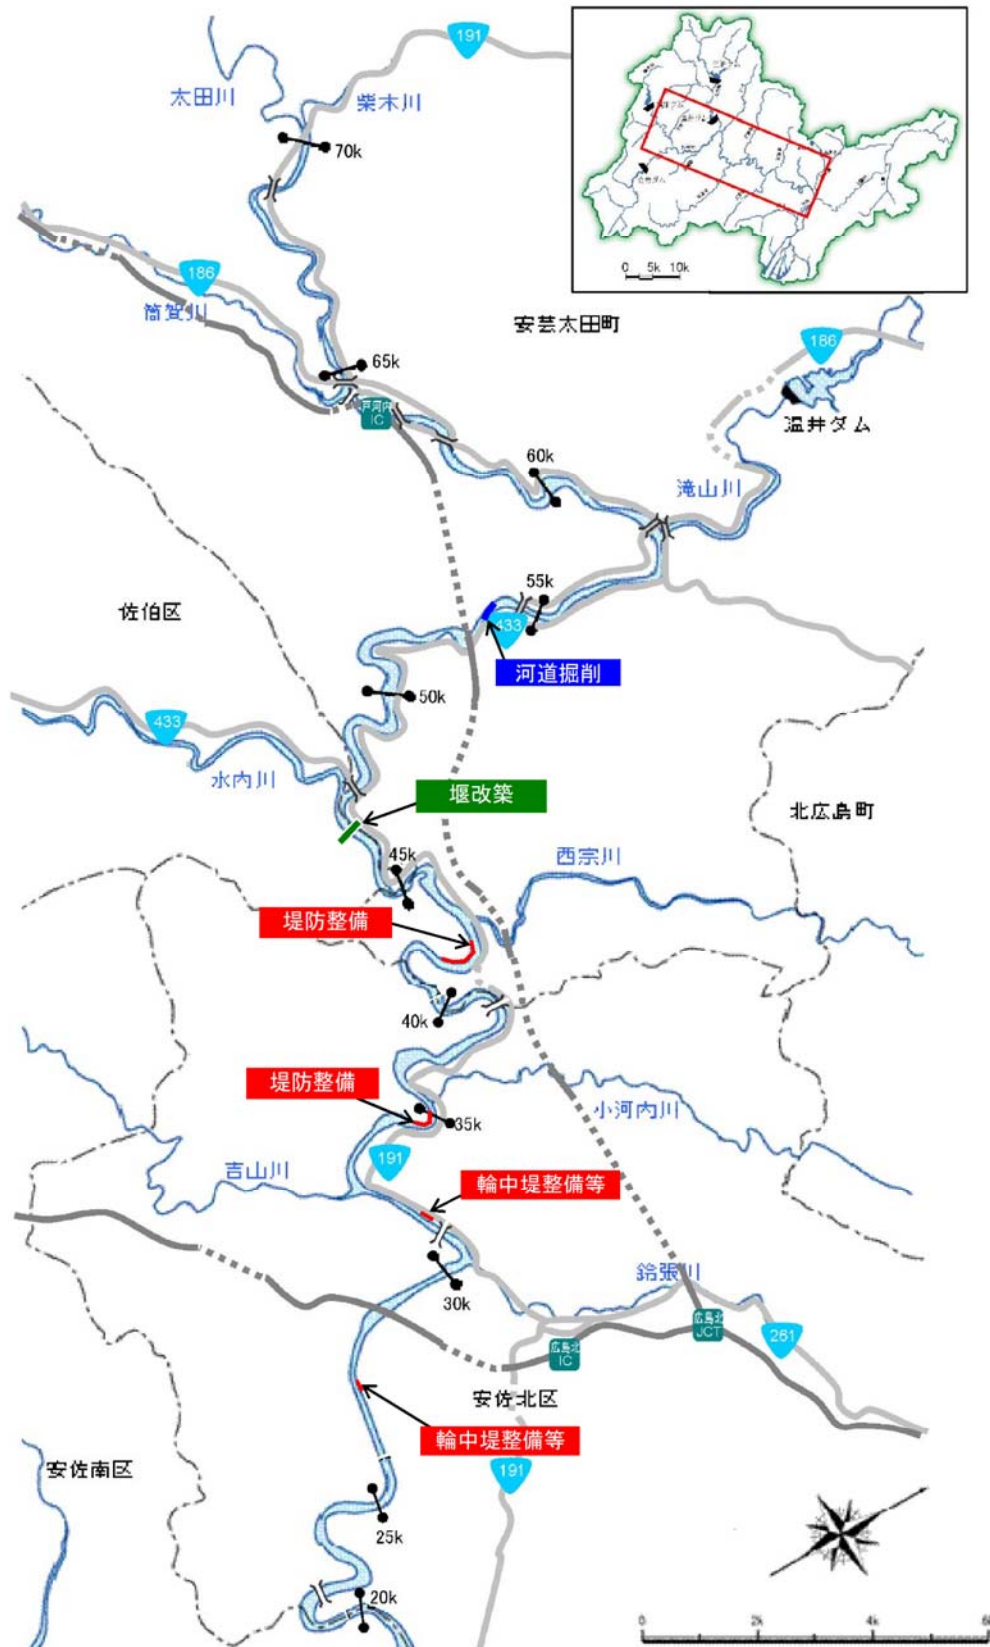 191
太田川
柴木川
70k
0 5k 10k
186
筒賀川
安芸太田町
186
65k
戸河内
IC
温井ダム
60k
滝山川
55k
佐伯区
433
河道掘削
50k
433
水内川
堰改築
北広島町
45k
西宗川
堤防整備
40k
堤防整備
小河内川
35k
吉山川
191
輪中堤整備等
鈴張川
30k
広島北
JCT
261
広島北
IC
安佐北区
輪中堤整備等
安佐南区
191
25k
20k
0 2k 4k 6k